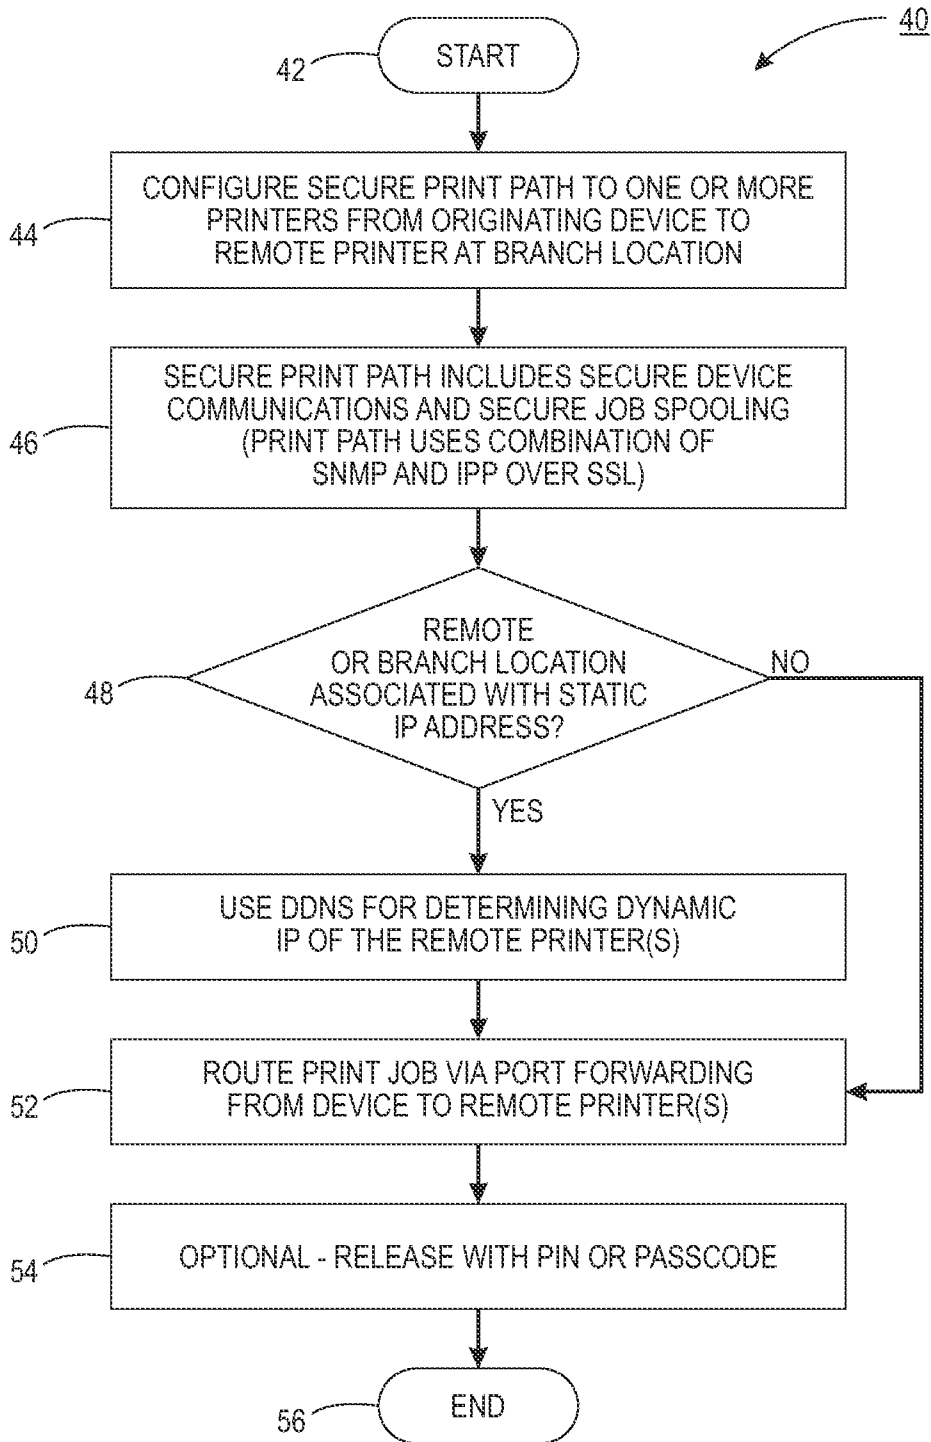 40
START
42
CONFIGURE SECURE PRINT PATH TO ONE OR MORE
PRINTERS FROM ORIGINATING DEVICE TO
REMOTE PRINTER AT BRANCH LOCATION
44
SECURE PRINT PATH INCLUDES SECURE DEVICE
COMMUNICATIONS AND SECURE JOB SPOOLING
(PRINT PATH USES COMBINATION OF
SNMP AND IPP OVER SSL)
46
REMOTE
OR BRANCH LOCATION
ASSOCIATED WITH STATIC
IP ADDRESS?
NO
48
YES
USE DDNS FOR DETERMINING DYNAMIC
IP OF THE REMOTE PRINTER(S)
50
ROUTE PRINT JOB VIA PORT FORWARDING
FROM DEVICE TO REMOTE PRINTER(S)
52
OPTIONAL - RELEASE WITH PIN OR PASSCODE
54
END
56